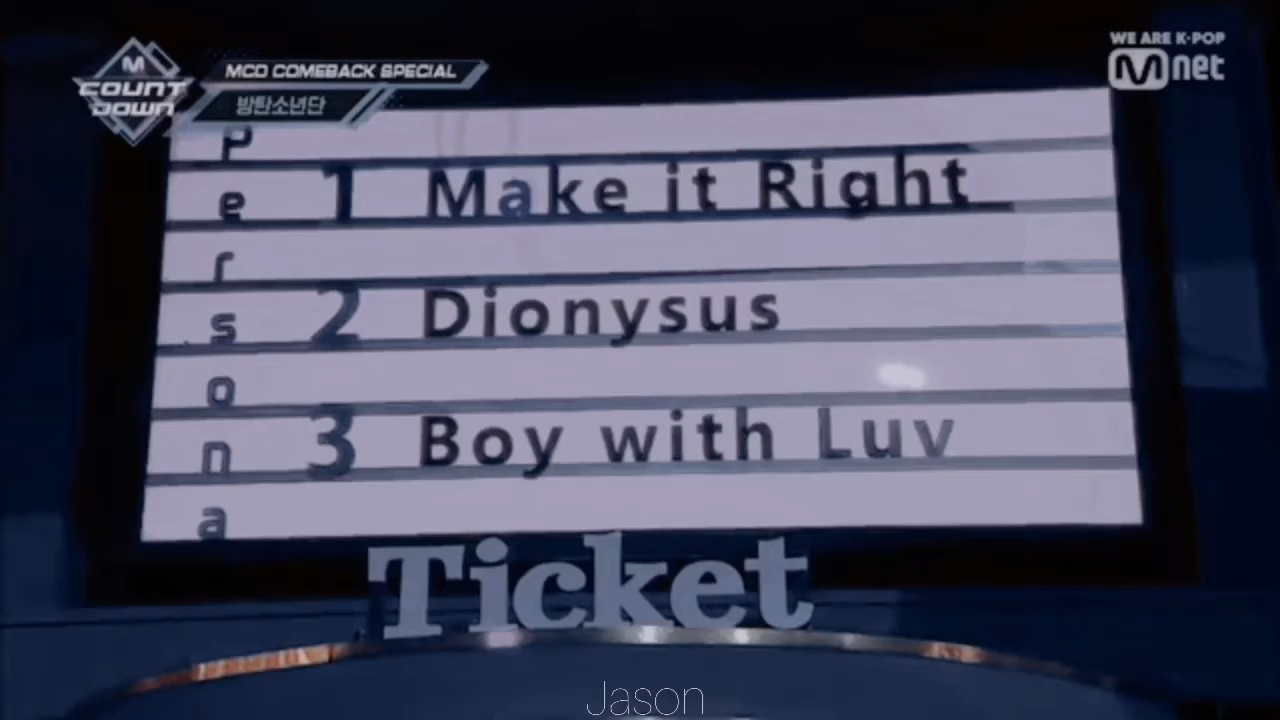 WE ARE K-POP
Mnet
M
COUNT
DOWN
MCD COMEBACK SPECIAL
방탄소년단
Persona
1 Make it Right
2 Dionysus
3 Boy with Luv
Ticket
Jason